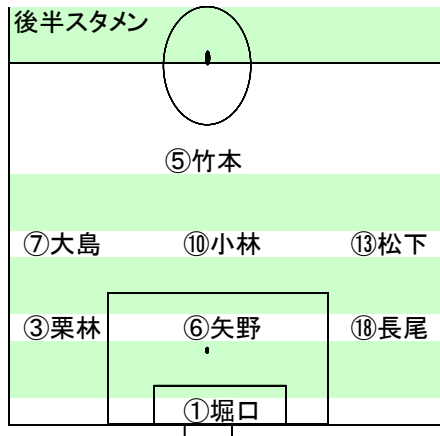 後半スタメン
⑤竹本
⑦大島 ⑩小林 ⑬松下
③栗林 ⑥矢野 ⑱長尾
①堀口